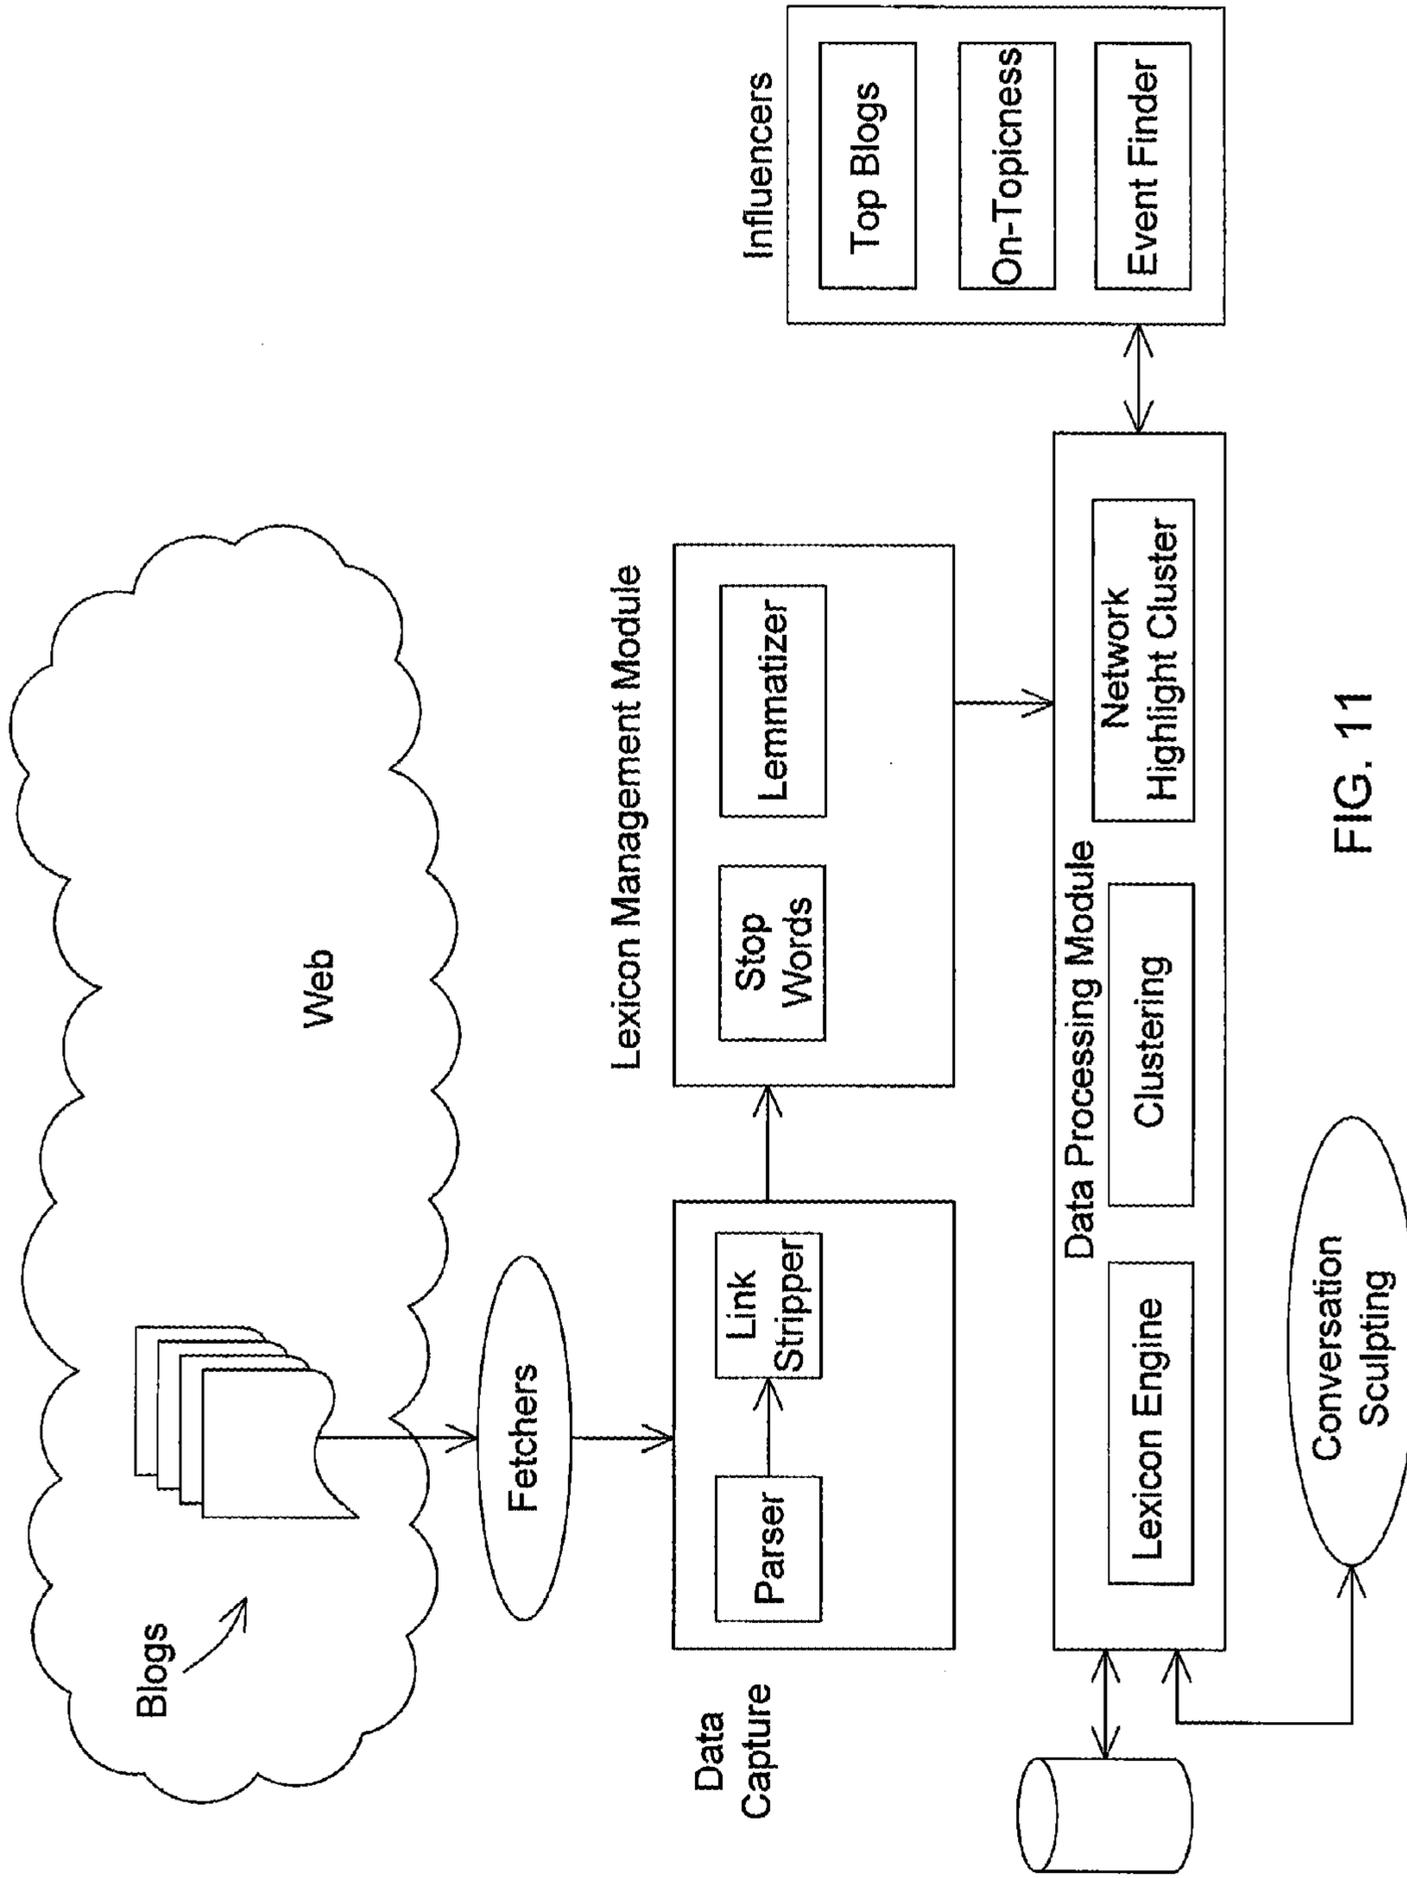 Blogs
Web
Fetchers
Data
Capture
Parser
Link
Stripper
Lexicon Management Module
Stop
Words
Lemmatizer
Influencers
Top Blogs
On-Topicness
Event Finder
Data Processing Module
Lexicon Engine
Clustering
Network
Highlight Cluster
Conversation
Sculpting
FIG. 11